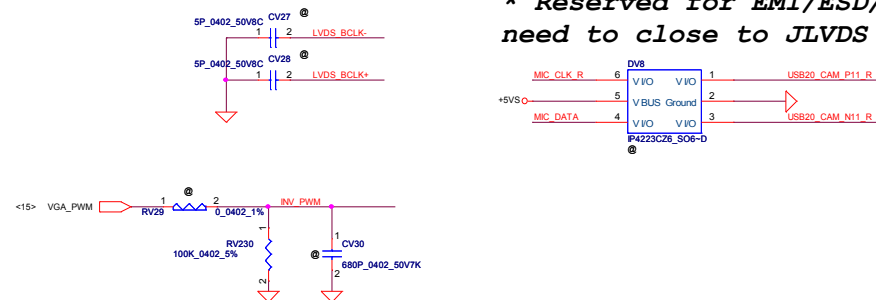 * Reserved for EMI/ESD/
need to close to JLVDS
CV27 @
5P_0402_50V8C
1 2 LVDS_BCLK-
CV28 @
5P_0402_50V8C
1 2 LVDS_BCLK+
DV8
MIC_CLK_R 6 V I/O V I/O 1 USB20_CAM_P11_R
+5VS 5 V BUS Ground 2
MIC_DATA 4 V I/O V I/O 3 USB20_CAM_N11_R
IP4223CZ6_SO6~D
@
@
<15> VGA_PWM 1 2 INV_PWM
RV29 0_0402_1%
1 1
RV230 CV30
100K_0402_5% @
680P_0402_50V7K
2 2